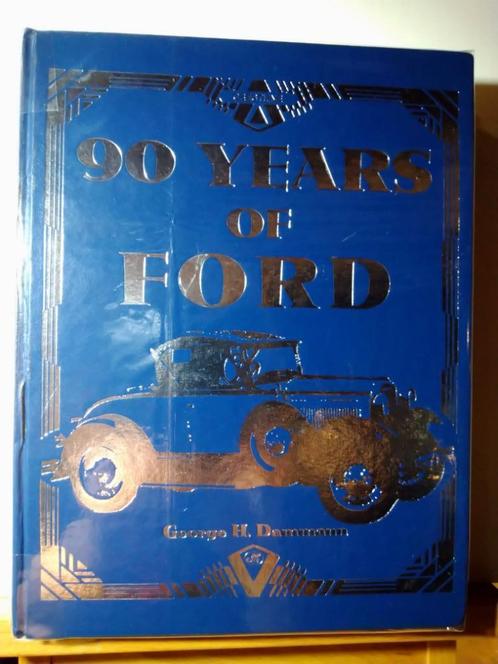 90 YEARS
OF
FORD
George H. Dammann